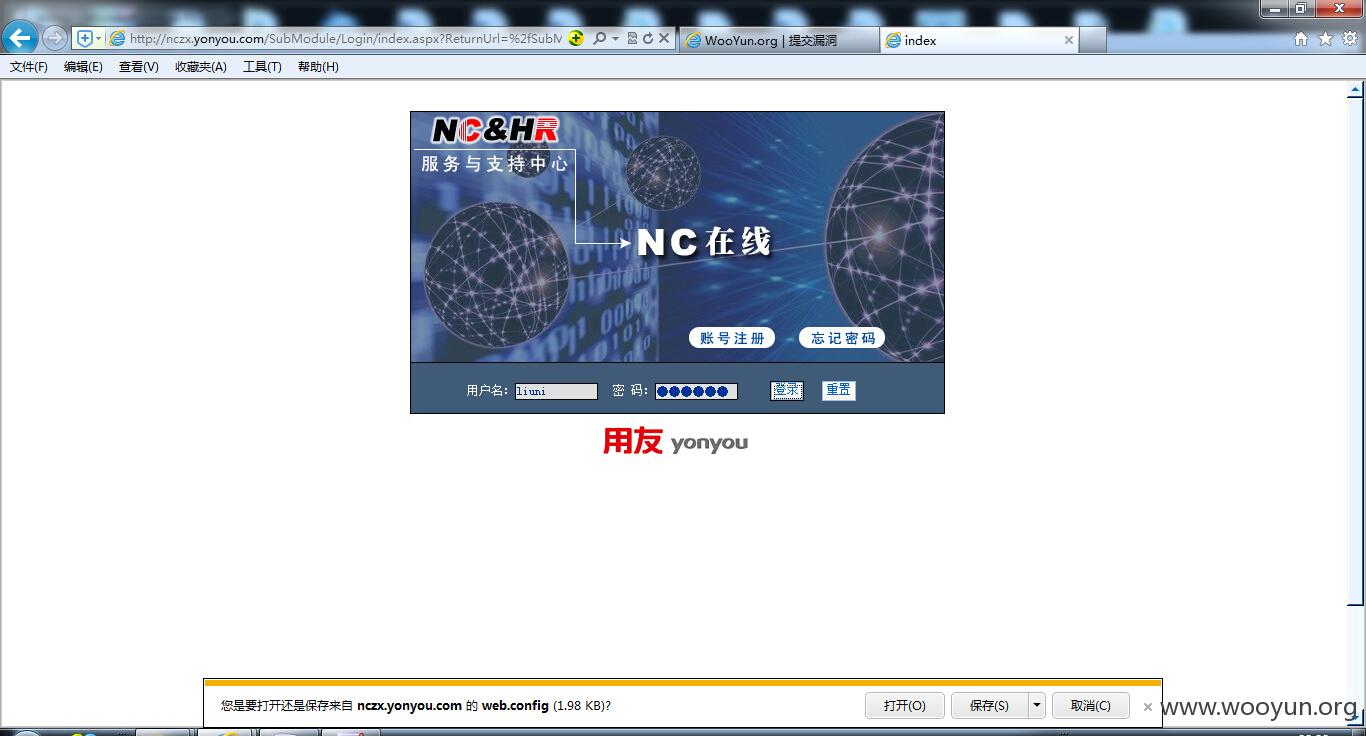 http://nczx.yonyou.com/SubModule/Login/index.aspx?ReturnUrl=%2fSubM
WooYun.org | 提交漏洞
index
文件(F) 编辑(E) 查看(V) 收藏夹(A) 工具(T) 帮助(H)
NC&HR
服务与支持中心
NC在线
账号注册 忘记密码
用户名: liuni 密 码: ●●●●●● 登录 重置
用友 yonyou
您是要打开还是保存来自 nczx.yonyou.com 的 web.config (1.98 KB)?
打开(O) 保存(S) 取消(C)
www.wooyun.org